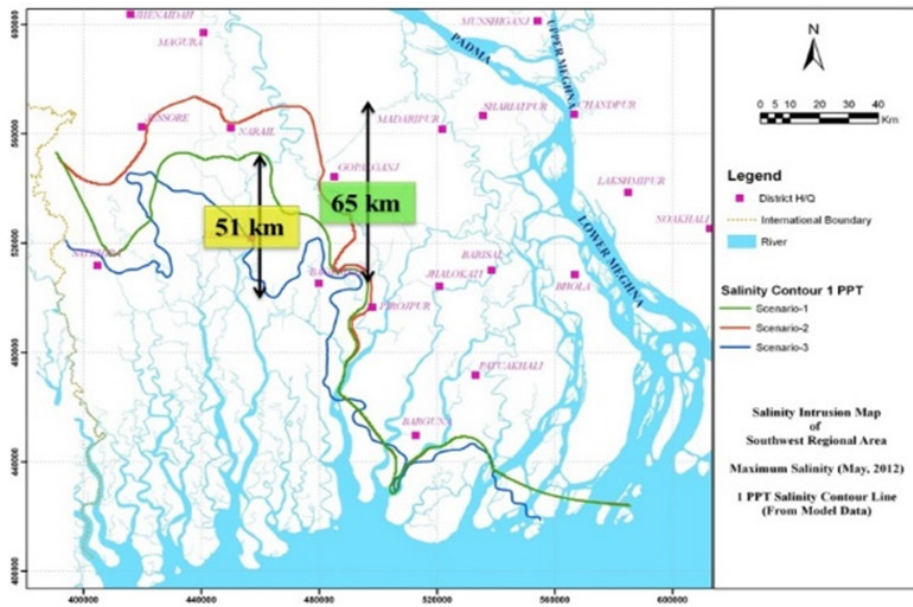 JHENAIDAH
MAGURA
MUNSHIGANJ
PADMA
UPPER MEGHNA
JESSORE
NARAIL
MADARIPUR
SHARIATPUR
CHANDPUR
GOPALGANJ
LAKSHMIPUR
NOAKHALI
51 km
65 km
LOWER MEGHNA
BARISAL
JHALOKATI
BHOLA
PIROJPUR
PATUAKHALI
BARGUNA
600000
560000
520000
480000
440000
400000
400000 440000 480000 520000 560000 600000
N
0 5 10 20 30 40
Km
Legend
District H/Q
International Boundary
River
Salinity Contour 1 PPT
Scenario-1
Scenario-2
Scenario-3
Salinity Intrusion Map
of
Southwest Regional Area
Maximum Salinity (May, 2012)
1 PPT Salinity Contour Line
(From Model Data)